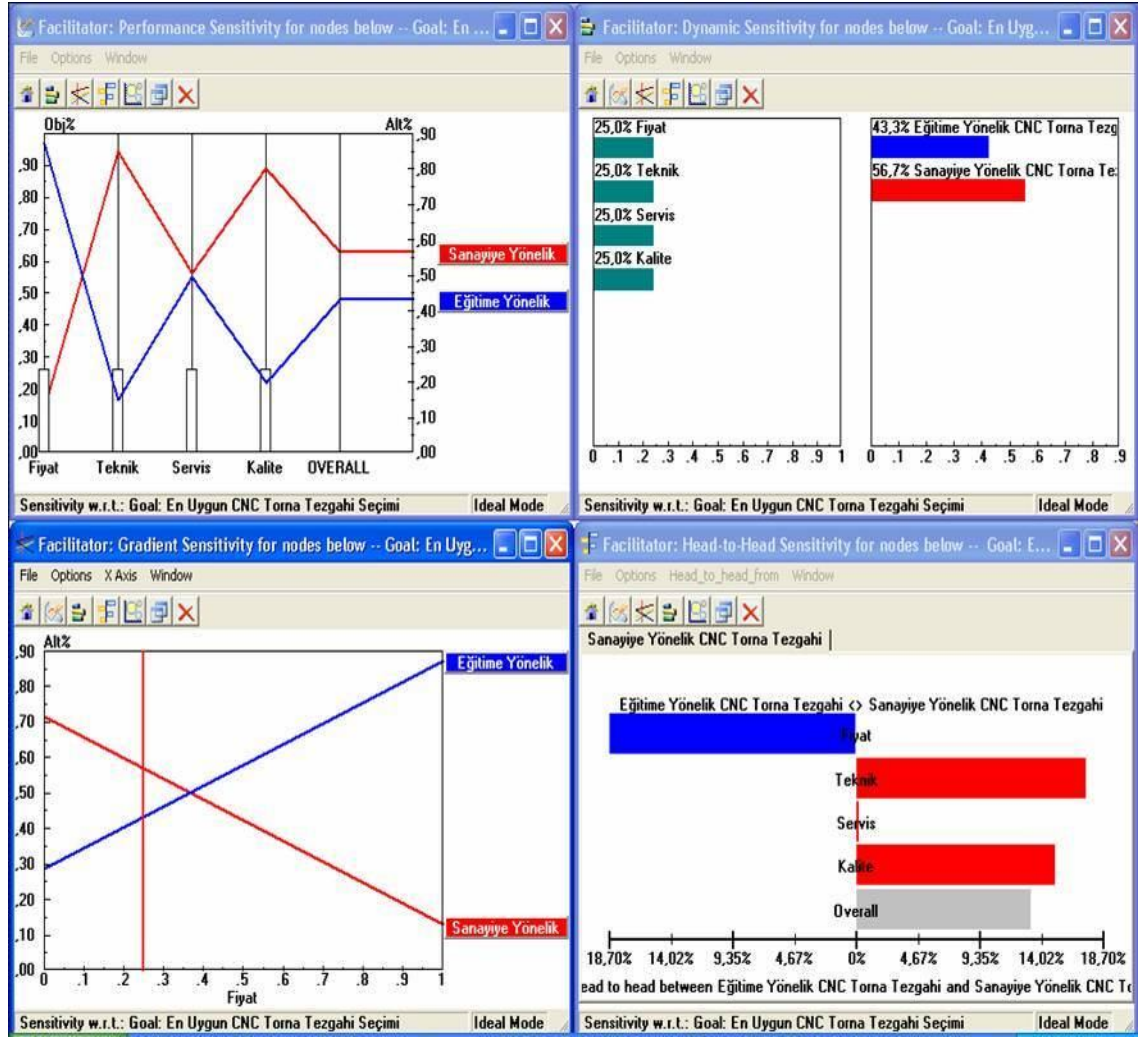 Facilitator: Performance Sensitivity for nodes below -- Goal: En ...
File Options Window
Obj% Alt%
,90
,80
,70
,60
,50
,40
,30
,20
,10
,00
,90
,80
,70
,60
,50
,40
,30
,20
,10
,00
Sanayiye Yönelik
Eğitime Yönelik
Fiyat Teknik Servis Kalite OVERALL
Sensitivity w.r.t.: Goal: En Uygun CNC Torna Tezgahi Seçimi Ideal Mode
Facilitator: Dynamic Sensitivity for nodes below -- Goal: En Uyg...
File Options Window
25,0% Fiyat
25,0% Teknik
25,0% Servis
25,0% Kalite
0 .1 .2 .3 .4 .5 .6 .7 .8 .9 1
43,3% Eğitime Yönelik CNC Torna Tezg
56,7% Sanayiye Yönelik CNC Torna Te:
0 .1 .2 .3 .4 .5 .6 .7 .8 .9
Sensitivity w.r.t.: Goal: En Uygun CNC Torna Tezgahi Seçimi Ideal Mode
Facilitator: Gradient Sensitivity for nodes below -- Goal: En Uyg...
File Options X Axis Window
Alt%
,90
,80
,70
,60
,50
,40
,30
,20
,10
,00
Eğitime Yönelik
Sanayiye Yönelik
0 .1 .2 .3 .4 .5 .6 .7 .8 .9 1
Fiyat
Sensitivity w.r.t.: Goal: En Uygun CNC Torna Tezgahi Seçimi Ideal Mode
Facilitator: Head-to-Head Sensitivity for nodes below -- Goal: E...
File Options Head_to_head_from Window
Sanayiye Yönelik CNC Torna Tezgahi
Eğitime Yönelik CNC Torna Tezgahi <> Sanayiye Yönelik CNC Torna Tezgahi
Fiyat
Teknik
Servis
Kalite
Overall
18,70% 14,02% 9,35% 4,67% 0% 4,67% 9,35% 14,02% 18,70%
ead to head between Eğitime Yönelik CNC Torna Tezgahi and Sanayiye Yönelik CNC To
Sensitivity w.r.t.: Goal: En Uygun CNC Torna Tezgahi Seçimi Ideal Mode